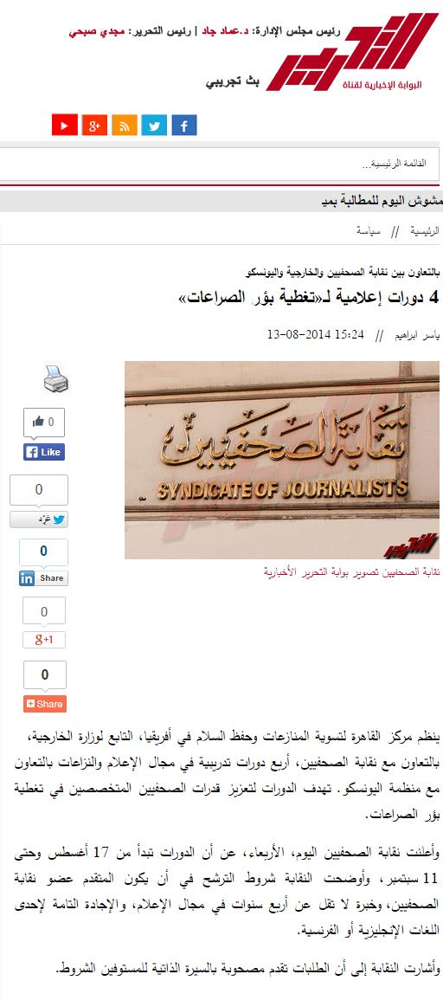 رئيس مجلس الإدارة: د.عماد جاد | رئيس التحرير: مجدي صبحي
التحرير
البوابة الإخبارية لقناة
بث تجريبي
القائمة الرئيسية...
مشوش اليوم للمطالبة بميـ
الرئيسية // سياسة
بالتعاون بين نقابة الصحفيين والخارجية واليونسكو
4 دورات إعلامية لـ«تغطية بؤر الصراعات»
ياسر ابراهيم // 15:24 13-08-2014
نقابة الصحفيين
SYNDICATE OF JOURNALISTS
التحرير
نقابة الصحفيين تصوير بوابة التحرير الأخبارية
0
Like
0
غرّد
0
Share
0
g+1
0
Share
ينظم مركز القاهرة لتسوية المنازعات وحفظ السلام في أفريقيا، التابع لوزارة الخارجية،
بالتعاون مع نقابة الصحفيين، أربع دورات تدريبية في مجال الإعلام والنزاعات بالتعاون
مع منظمة اليونسكو. تهدف الدورات لتعزيز قدرات الصحفيين المتخصصين في تغطية
بؤر الصراعات.
وأعلنت نقابة الصحفيين اليوم، الأربعاء، عن أن الدورات تبدأ من 17 أغسطس وحتى
11 سبتمبر، وأوضحت النقابة شروط الترشح في أن يكون المتقدم عضو نقابة
الصحفيين، وخبرة لا تقل عن أربع سنوات في مجال الإعلام، والإجادة التامة لإحدى
اللغات الإنجليزية أو الفرنسية.
وأشارت النقابة إلى أن الطلبات تقدم مصحوبة بالسيرة الذاتية للمستوفين الشروط.